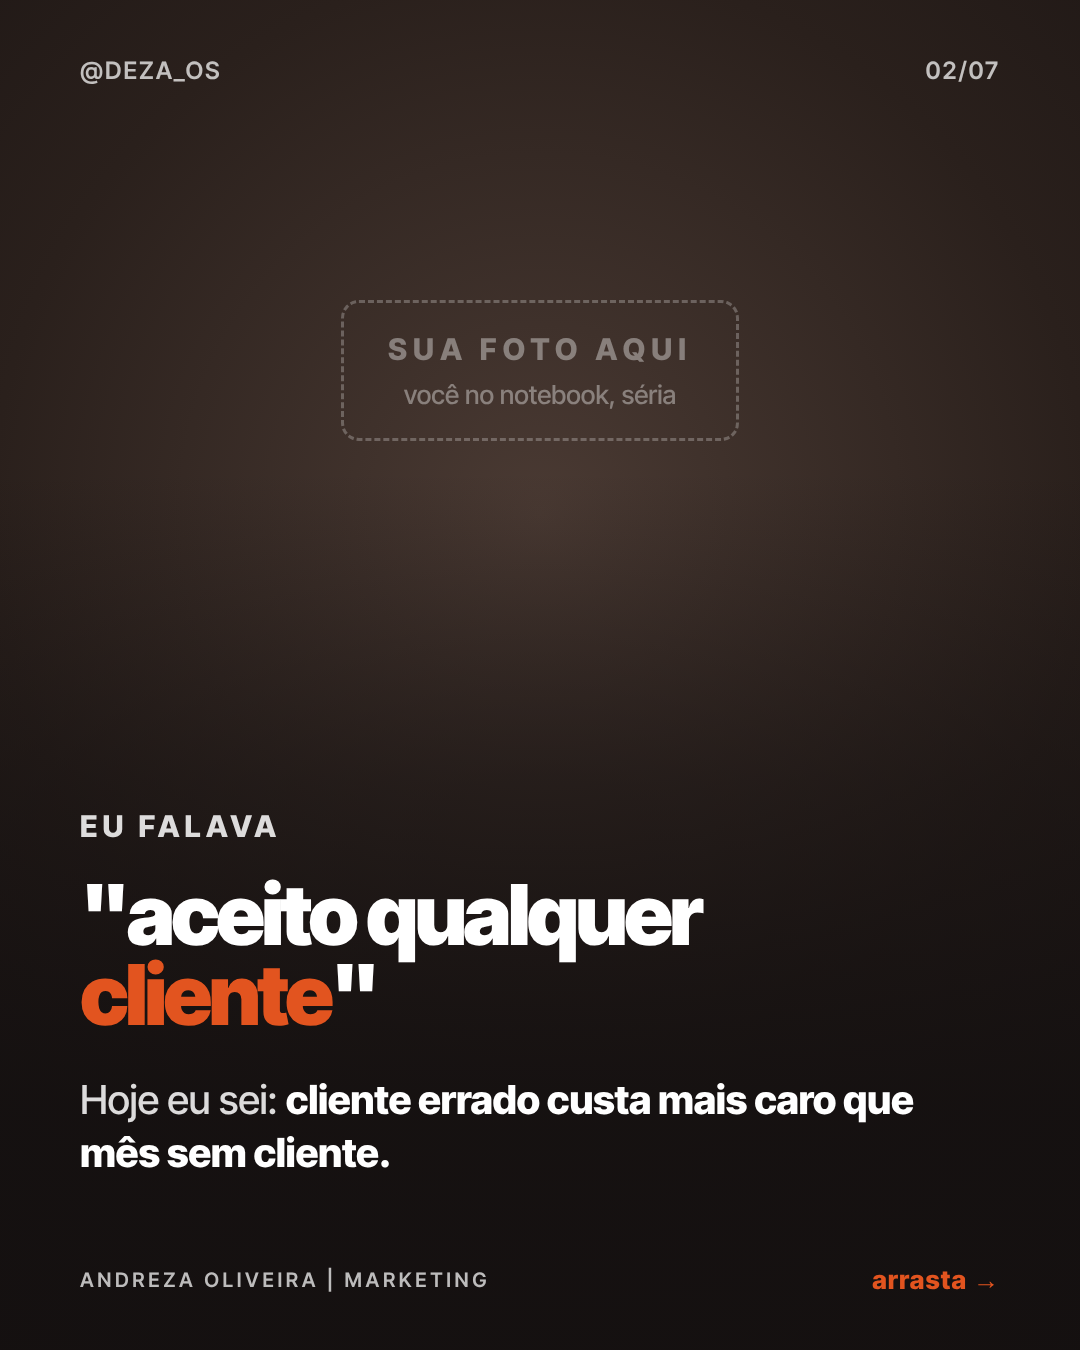 @DEZA_OS
02/07
SUA FOTO AQUI
você no notebook, séria
EU FALAVA
"aceito qualquer
cliente"
Hoje eu sei: cliente errado custa mais caro que
mês sem cliente.
ANDREZA OLIVEIRA | MARKETING
arrasta →